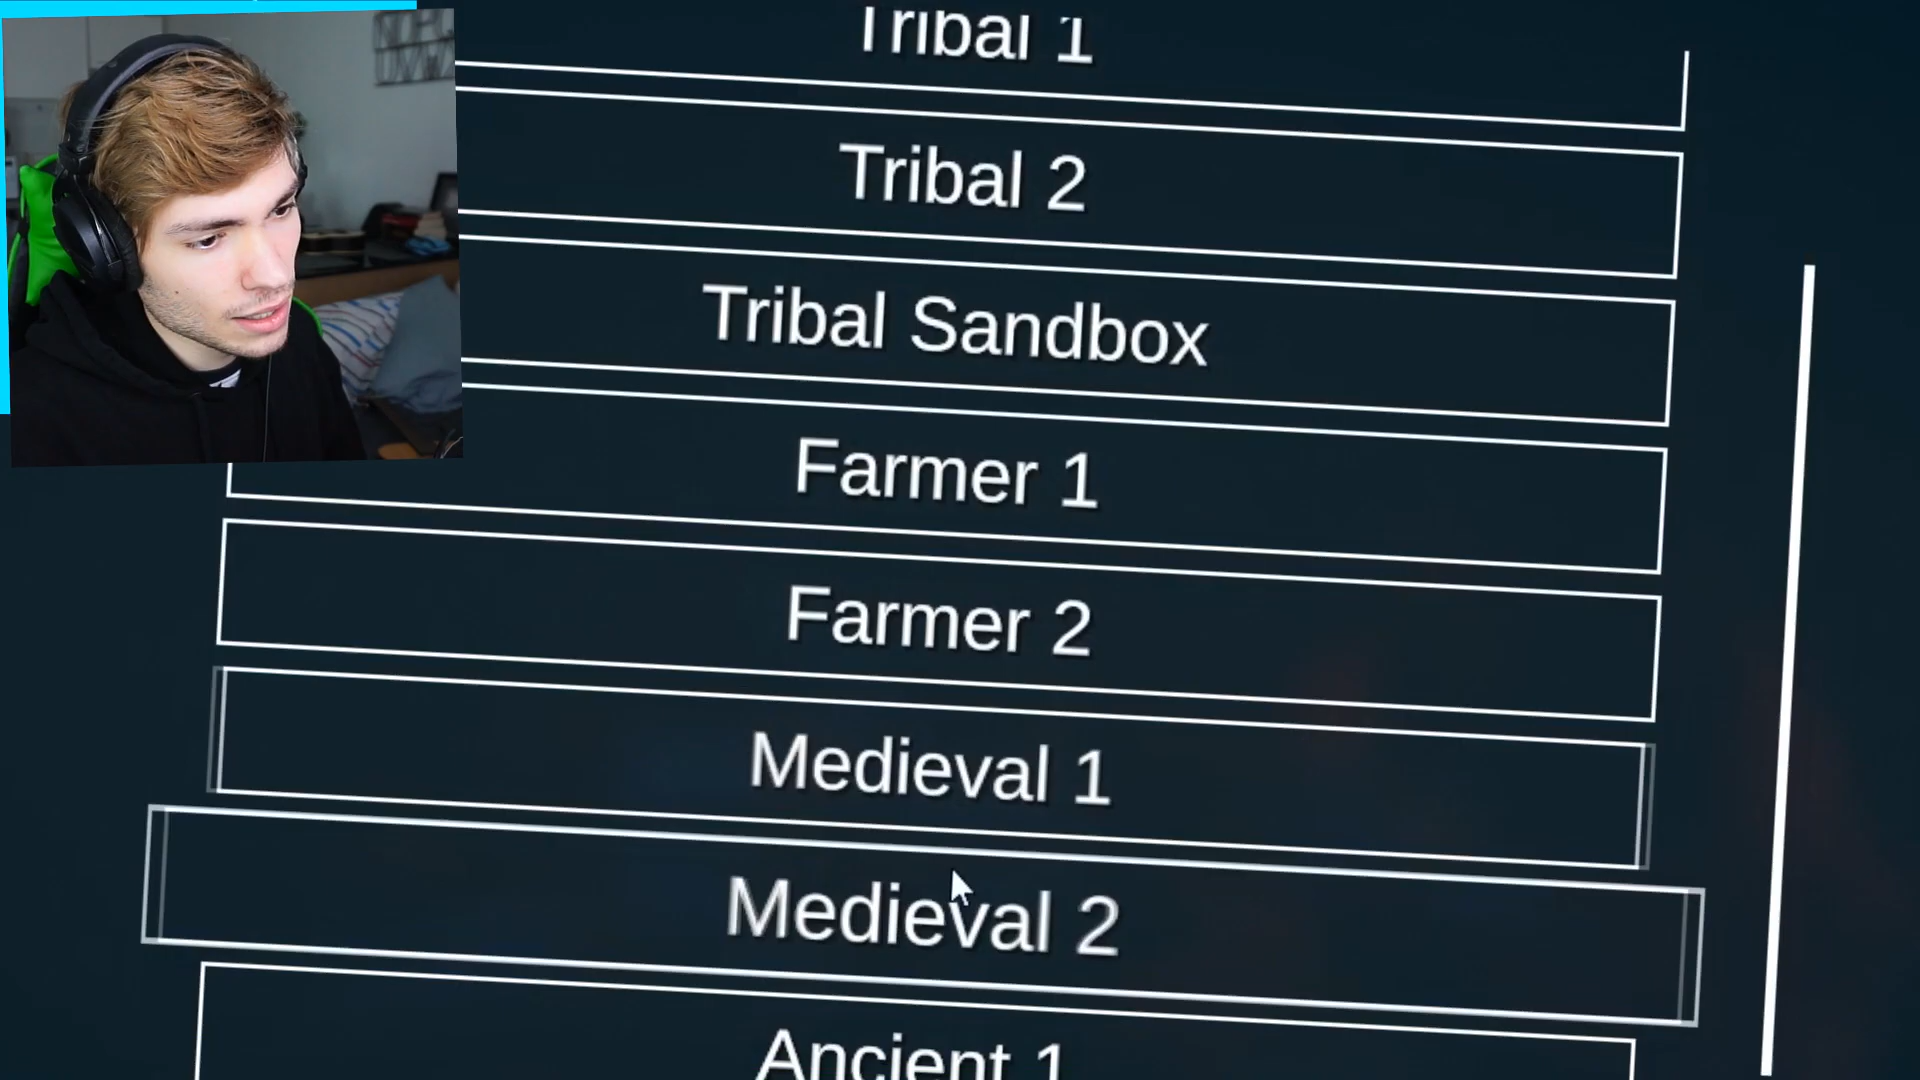 Tribal 1
Tribal 2
Tribal Sandbox
Farmer 1
Farmer 2
Medieval 1
Medieval 2
Ancient 1